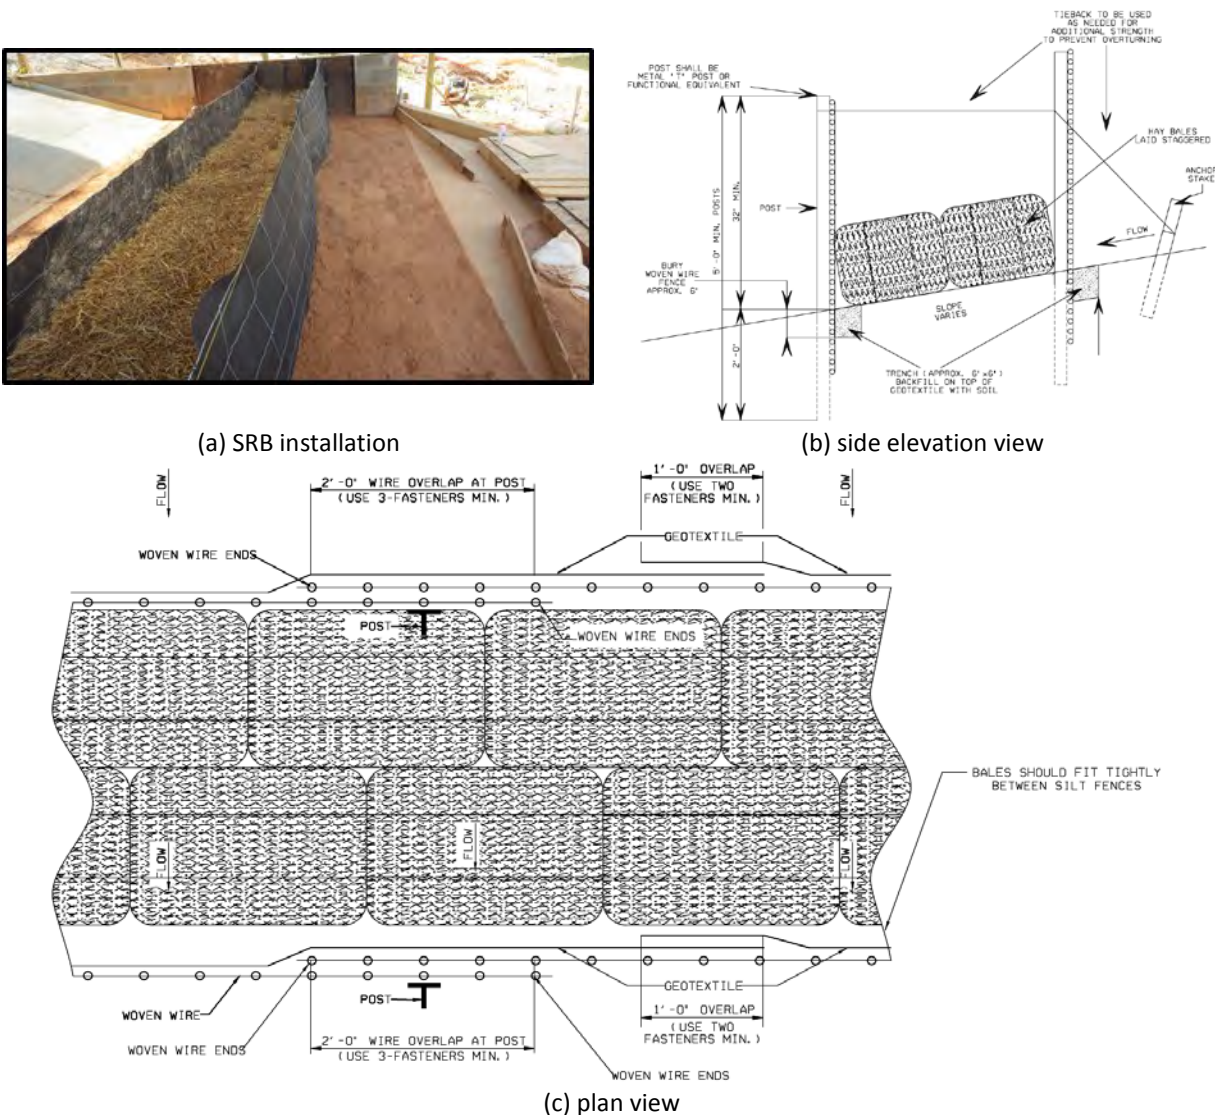 TIEBACK TO BE USED
AS NEEDED FOR
ADDITIONAL STRENGTH
TO PREVENT OVERTURNING
POST SHALL BE
METAL 'T' POST OR
FUNCTIONAL EQUIVALENT
HAY BALES
LAID STAGGERED
ANCHOR
STAKE
5'-0" MIN. POSTS
32" MIN.
POST
FLOW
BURY
WOVEN WIRE
FENCE
APPROX. 6"
SLOPE
VARIES
2'-0"
TRENCH (APPROX. 6"x6")
BACKFILL ON TOP OF
GEOTEXTILE WITH SOIL
(a) SRB installation
(b) side elevation view
FLOW
2'-0" WIRE OVERLAP AT POST
(USE 3-FASTENERS MIN.)
1'-0" OVERLAP
(USE TWO
FASTENERS MIN.)
FLOW
GEOTEXTILE
WOVEN WIRE ENDS
POST
WOVEN WIRE ENDS
BALES SHOULD FIT TIGHTLY
BETWEEN SILT FENCES
FLOW
FLOW
FLOW
GEOTEXTILE
POST
WOVEN WIRE
1'-0" OVERLAP
(USE TWO
FASTENERS MIN.)
2'-0" WIRE OVERLAP AT POST
(USE 3-FASTENERS MIN.)
WOVEN WIRE ENDS
WOVEN WIRE ENDS
(c) plan view